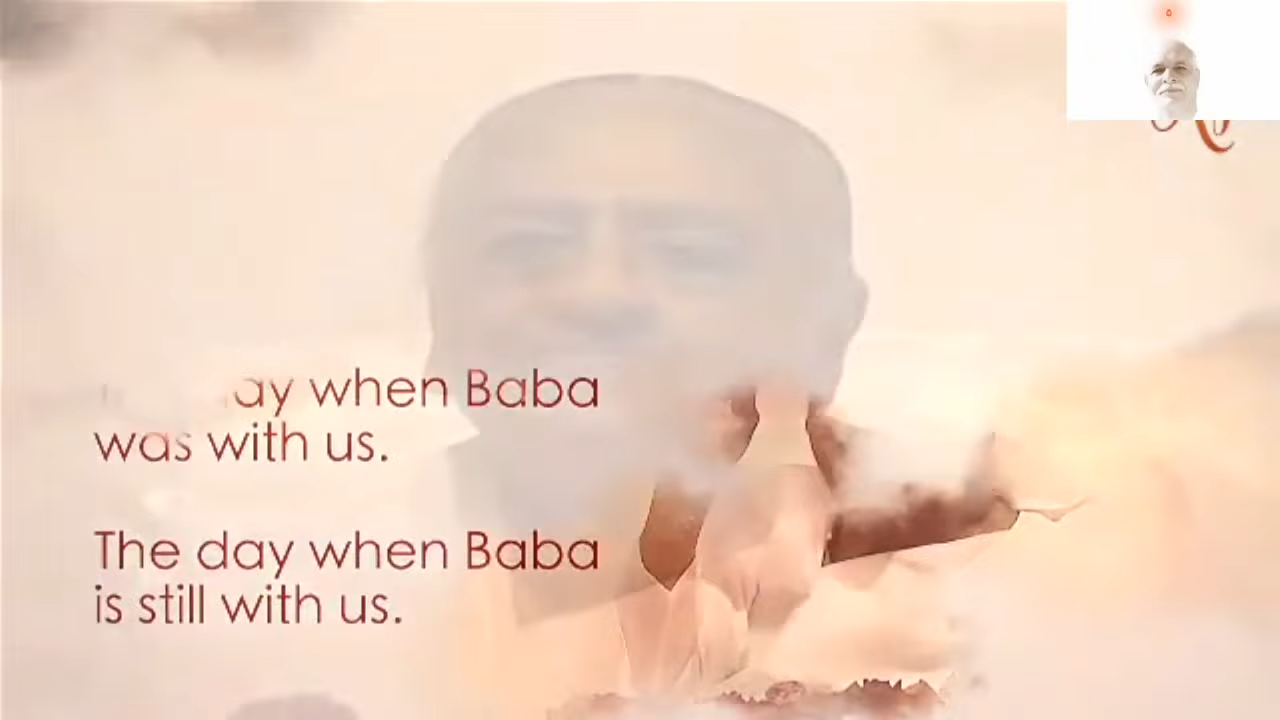 day when Baba
was with us.
The day when Baba
is still with us.